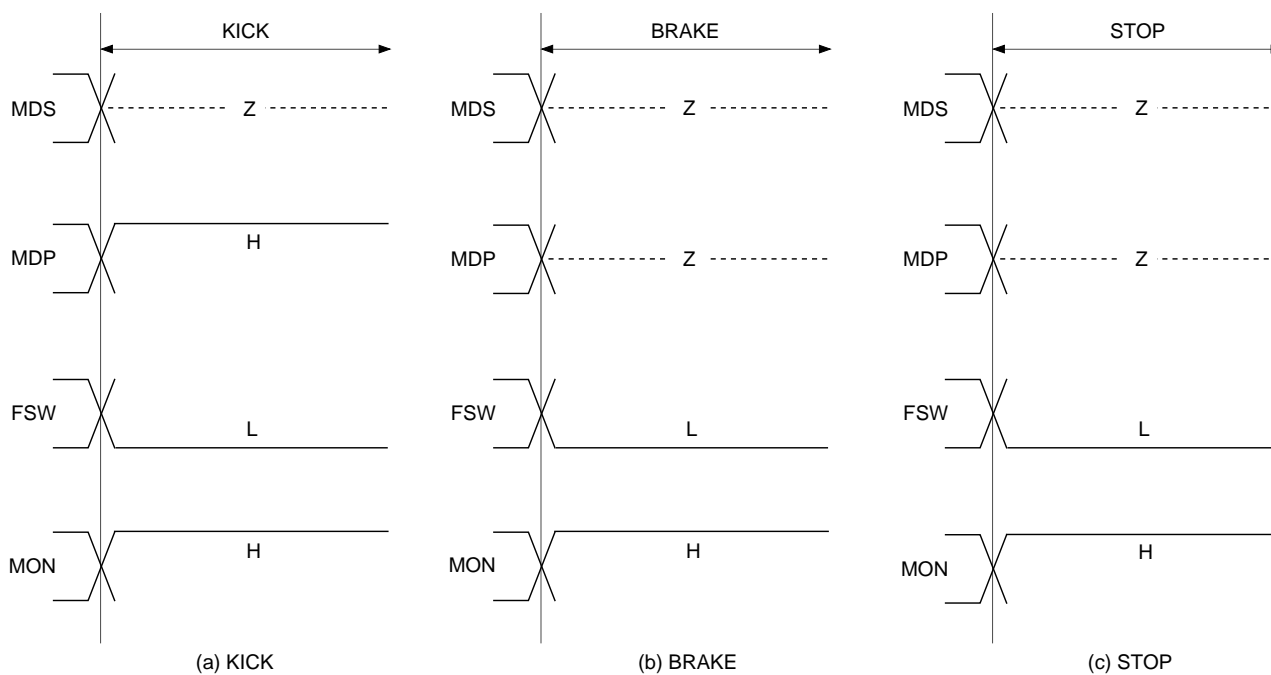 KICK
MDS Z
MDP H
FSW L
MON H
(a) KICK
BRAKE
MDS Z
MDP Z
FSW L
MON H
(b) BRAKE
STOP
MDS Z
MDP Z
FSW L
MON H
(c) STOP